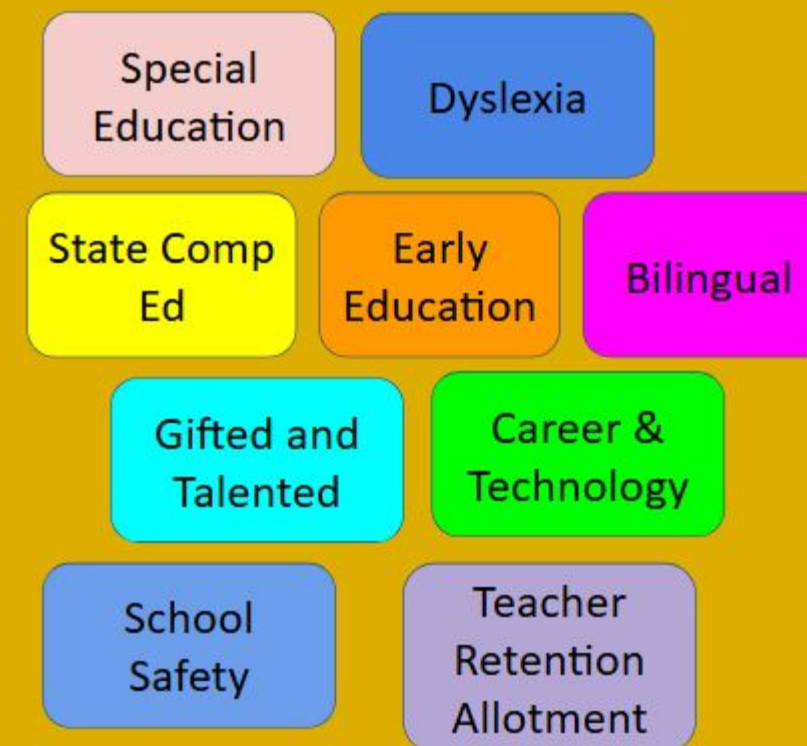 Special
Education
Dyslexia
State Comp
Ed
Early
Education
Bilingual
Gifted and
Talented
Career &
Technology
School
Safety
Teacher
Retention
Allotment